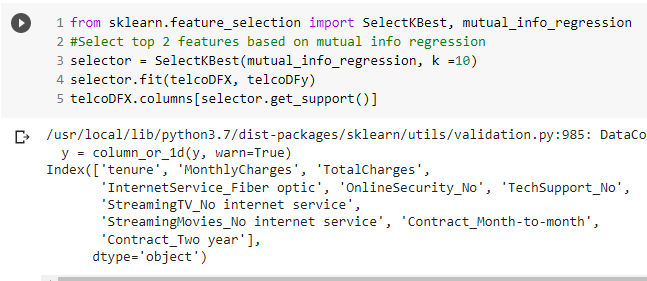 1 from sklearn.feature_selection import SelectKBest, mutual_info_regression
2 #Select top 2 features based on mutual info regression
3 selector = SelectKBest(mutual_info_regression, k =10)
4 selector.fit(telcoDFX, telcoDFy)
5 telcoDFX.columns[selector.get_support()]
/usr/local/lib/python3.7/dist-packages/sklearn/utils/validation.py:985: DataCo
y = column_or_1d(y, warn=True)
Index(['tenure', 'MonthlyCharges', 'TotalCharges',
'InternetService_Fiber optic', 'OnlineSecurity_No', 'TechSupport_No',
'StreamingTV_No internet service',
'StreamingMovies_No internet service', 'Contract_Month-to-month',
'Contract_Two year'],
dtype='object')